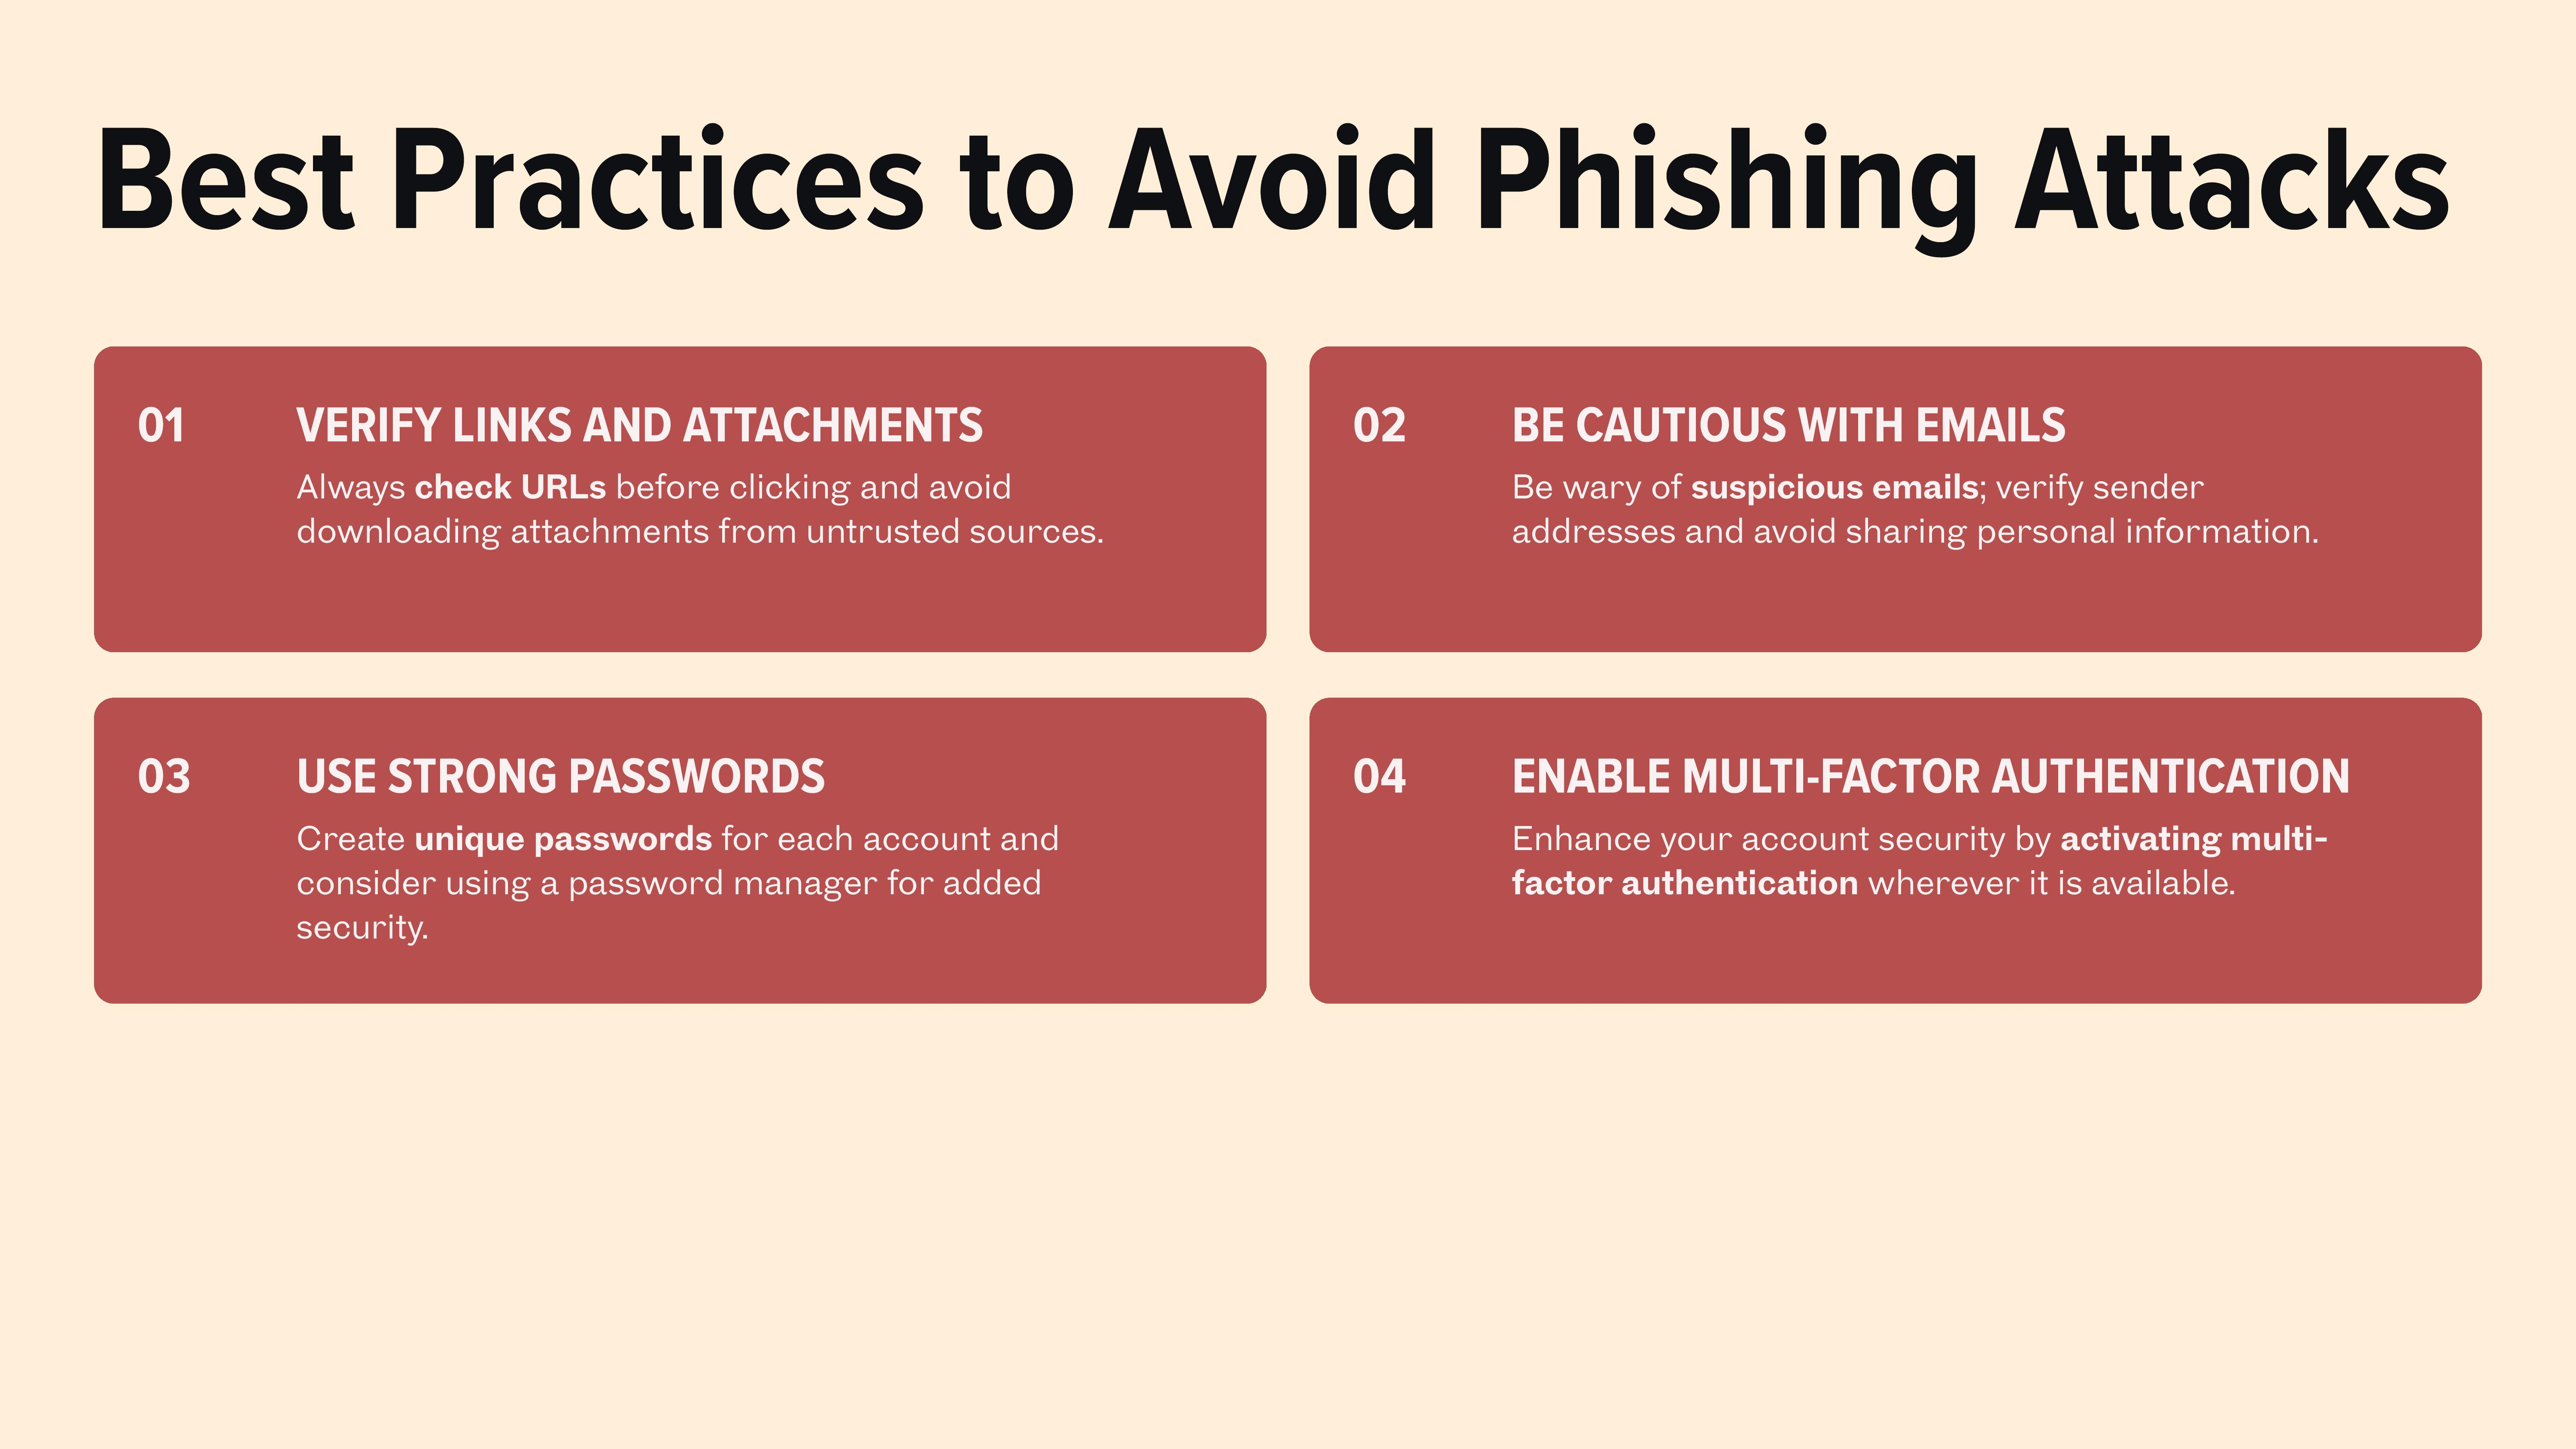 Best Practices to Avoid Phishing Attacks
01
VERIFY LINKS AND ATTACHMENTS
Always check URLs before clicking and avoid
downloading attachments from untrusted sources.
02
BE CAUTIOUS WITH EMAILS
Be wary of suspicious emails; verify sender
addresses and avoid sharing personal information.
03
USE STRONG PASSWORDS
Create unique passwords for each account and
consider using a password manager for added
security.
04
ENABLE MULTI-FACTOR AUTHENTICATION
Enhance your account security by activating multi-
factor authentication wherever it is available.